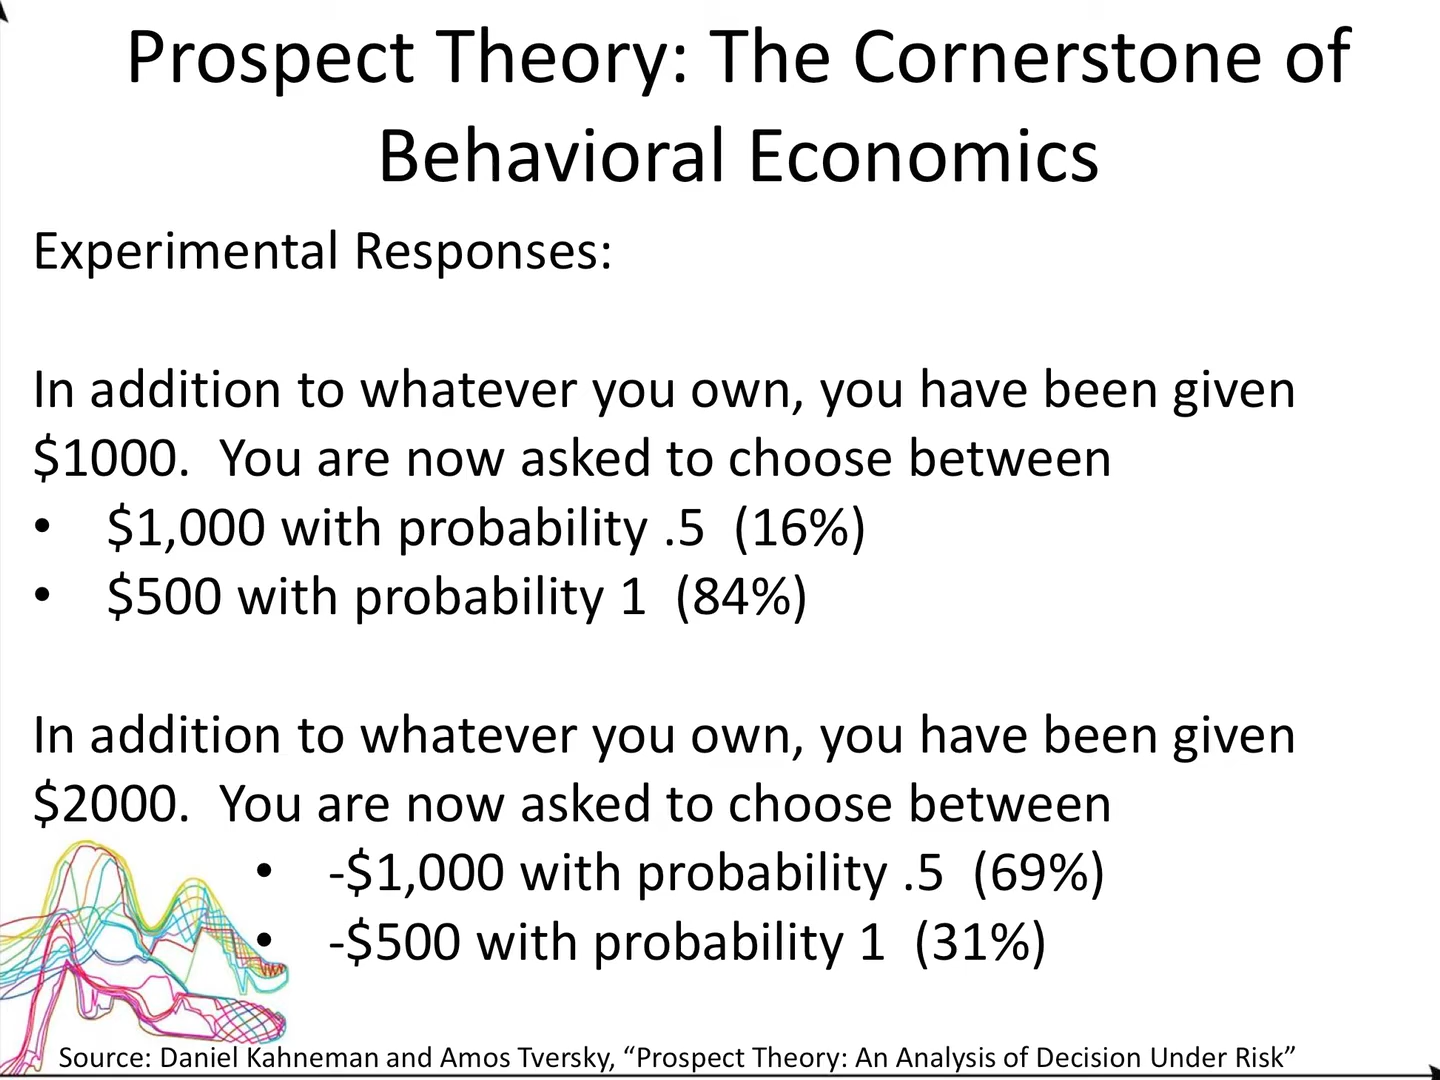 Prospect Theory: The Cornerstone of
Behavioral Economics
Experimental Responses:
In addition to whatever you own, you have been given
$1000.  You are now asked to choose between
• $1,000 with probability .5  (16%)
• $500 with probability 1  (84%)
In addition to whatever you own, you have been given
$2000.  You are now asked to choose between
• -$1,000 with probability .5  (69%)
• -$500 with probability 1  (31%)
Source: Daniel Kahneman and Amos Tversky, “Prospect Theory: An Analysis of Decision Under Risk”